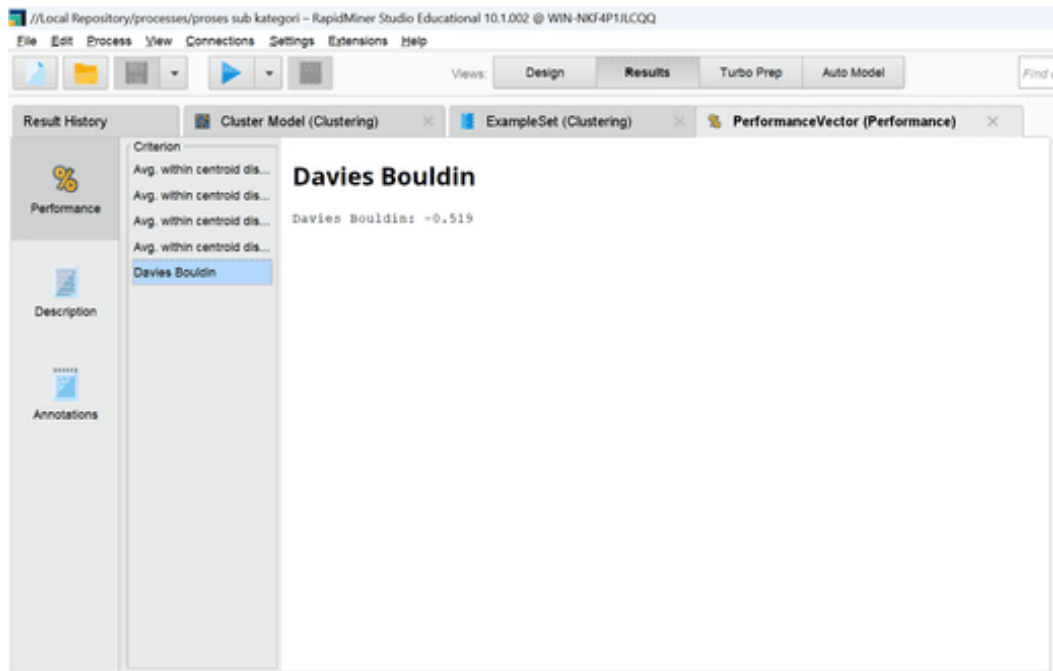 //Local Repository/processes/proses sub kategori – RapidMiner Studio Educational 10.1.002 @ WIN-NKF4P1JLCQQ
File Edit Process View Connections Settings Extensions Help
Views: Design Results Turbo Prep Auto Model Find
Result History Cluster Model (Clustering) ExampleSet (Clustering) PerformanceVector (Performance)
Criterion
Avg. within centroid dis...
Avg. within centroid dis...
Avg. within centroid dis...
Avg. within centroid dis...
Davies Bouldin
Performance
Description
Annotations
Davies Bouldin
Davies Bouldin: -0.519